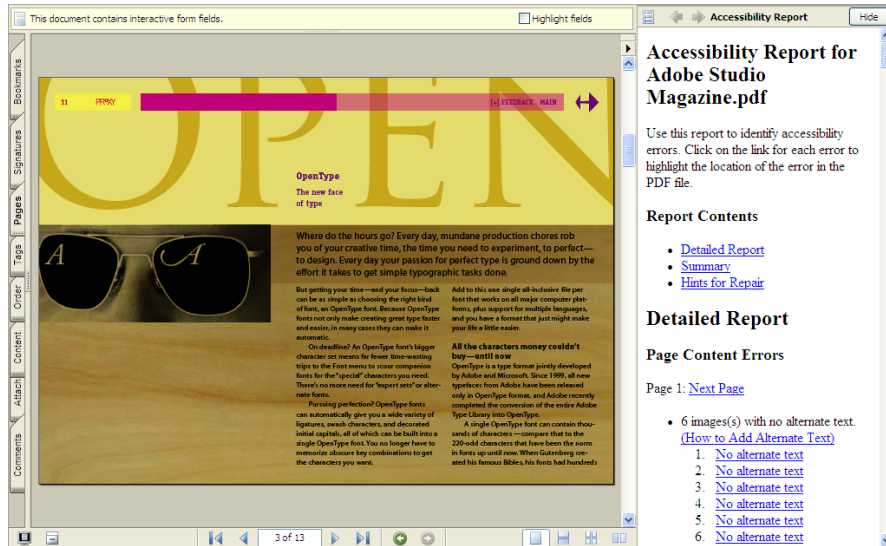 This document contains interactive form fields.
Highlight fields
Accessibility Report
Hide
Bookmarks
Signatures
Pages
Tags
Order
Content
Attach
Comments
OPEN
11
PROXY
[+] FEEDBACK
MAIN
OpenType
The new face
of type
A
A
Where do the hours go? Every day, mundane production chores rob
you of your creative time, the time you need to experiment, to perfect—
to design. Every day your passion for perfect type is ground down by the
effort it takes to get simple typographic tasks done.
But getting your time—and your focus—back
can be as simple as choosing the right kind
of font, an OpenType font. Because OpenType
fonts not only make creating great type faster
and easier, in many cases they can make it
automatic.
On deadline? An OpenType font's bigger
character set means far fewer time-wasting
trips to the Font menu to scour companion
fonts for the "special" characters you need.
There's no more need for "expert sets" or alter-
nate fonts.
Pursuing perfection? OpenType fonts
can automatically give you a wide variety of
ligatures, swash characters, and decorated
initial capitals, all of which can be built into a
single OpenType font. You no longer have to
memorize obscure key combinations to get
the characters you want.
Add to this one single all-inclusive file per
font that works on all major computer plat-
forms, plus support for multiple languages,
and you have a format that just might make
your life a little easier.
All the characters money couldn't
buy—until now
OpenType is a type format jointly developed
by Adobe and Microsoft. Since 1999, all new
typefaces from Adobe have been released
only in OpenType format, and Adobe recently
completed the conversion of the entire Adobe
Type Library into OpenType.
A single OpenType font can contain thou-
sands of characters—compare that to the
220-odd characters that have been the norm
in fonts up until now. When Gutenberg cre-
ated his famous Bibles, his fonts had hundreds
3 of 13
Accessibility Report for
Adobe Studio
Magazine.pdf
Use this report to identify accessibility
errors. Click on the link for each error to
highlight the location of the error in the
PDF file.
Report Contents
• Detailed Report
• Summary
• Hints for Repair
Detailed Report
Page Content Errors
Page 1: Next Page
• 6 images(s) with no alternate text.
(How to Add Alternate Text)
1. No alternate text
2. No alternate text
3. No alternate text
4. No alternate text
5. No alternate text
6. No alternate text